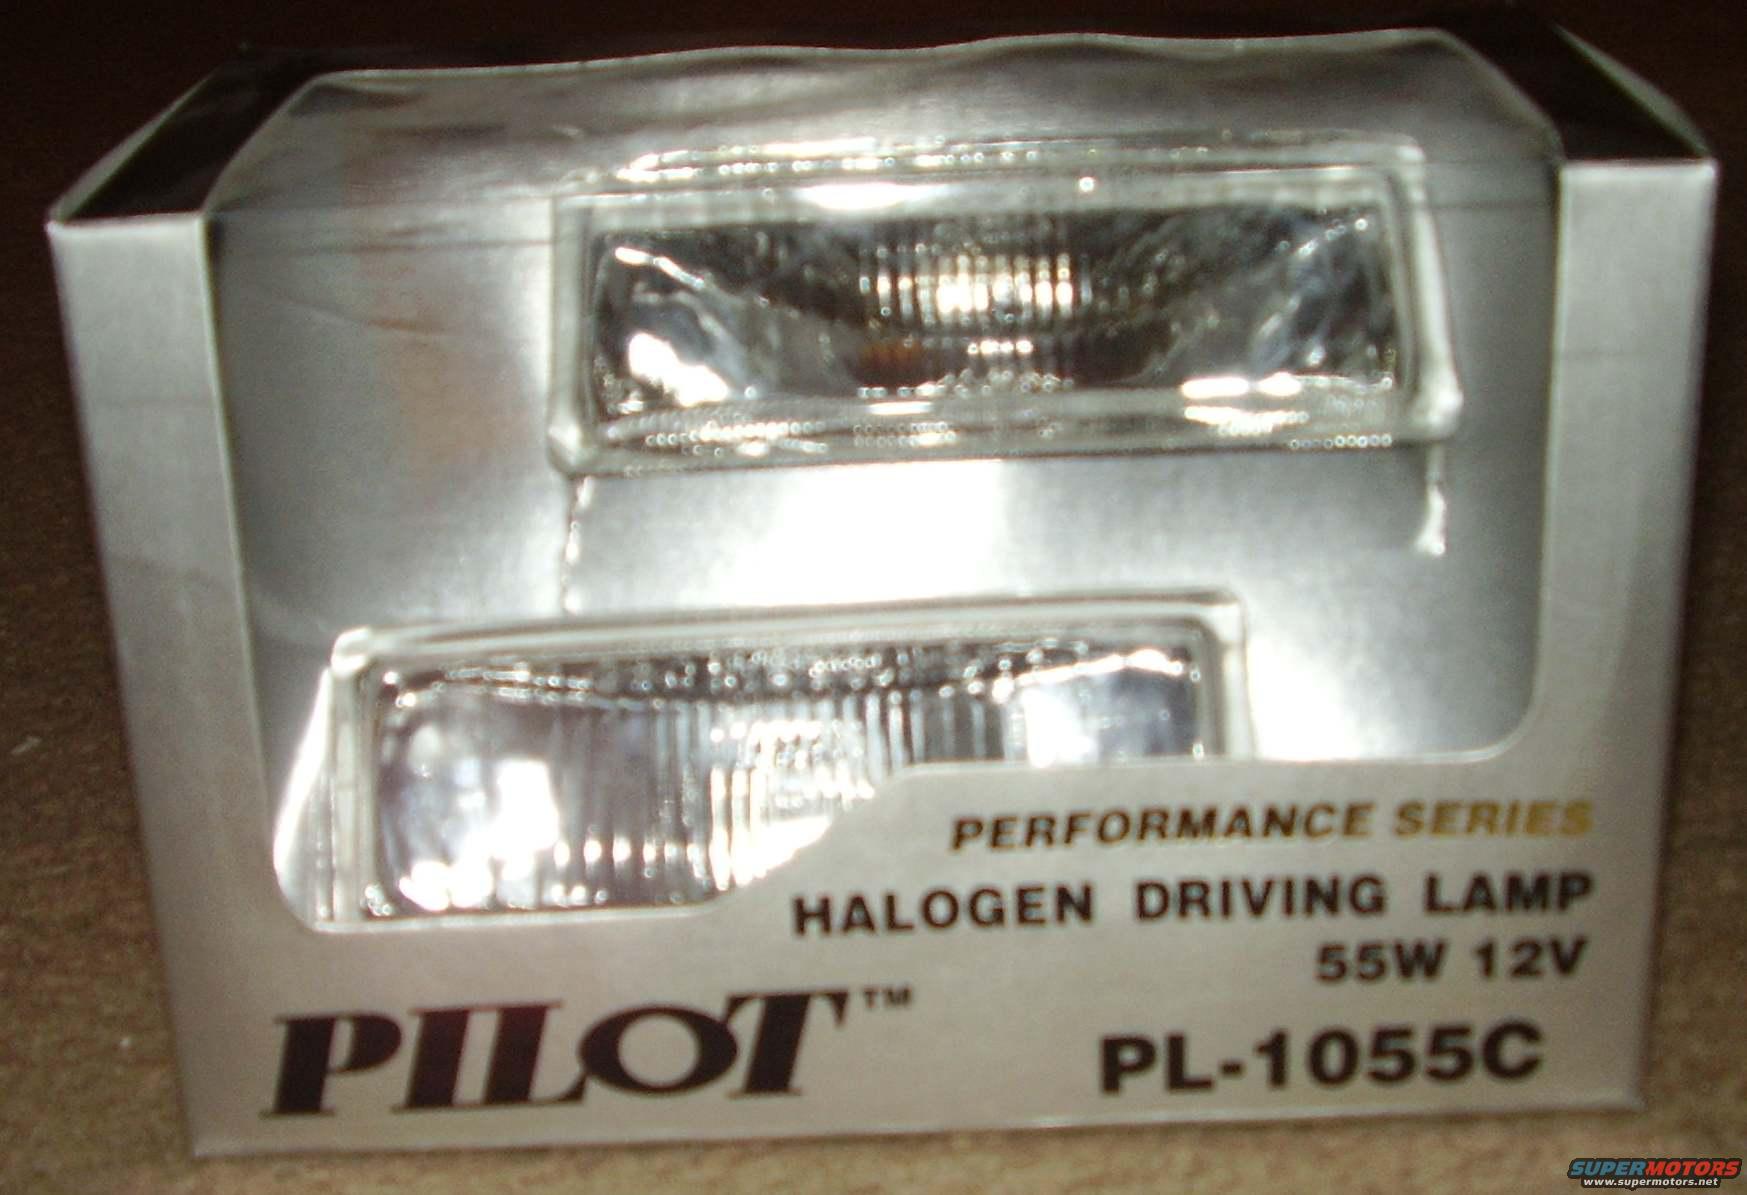 PERFORMANCE SERIES
HALOGEN DRIVING LAMP
55W 12V
PILOT™
PL-1055C
SUPERMOTORS
www.supermotors.net